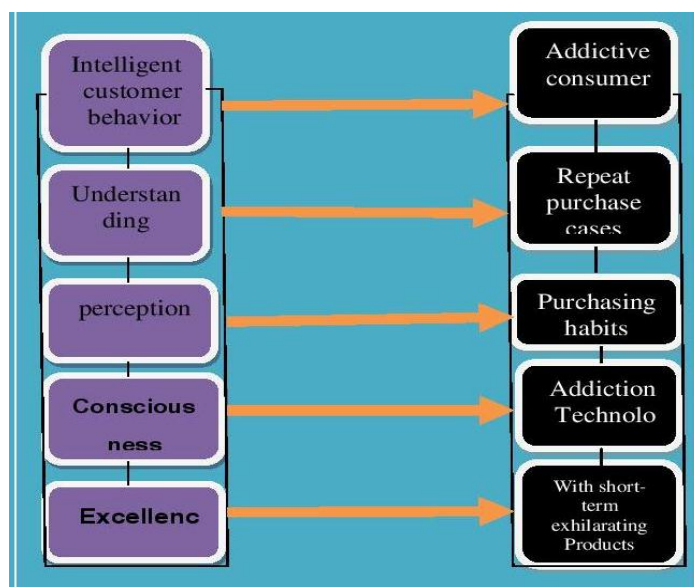 Intelligent
customer
behavior
Understan
ding
perception
Conscious
ness
Excellenc
Addictive
consumer
Repeat
purchase
cases
Purchasing
habits
Addiction
Technolo
With short-
term
exhilarating
Products